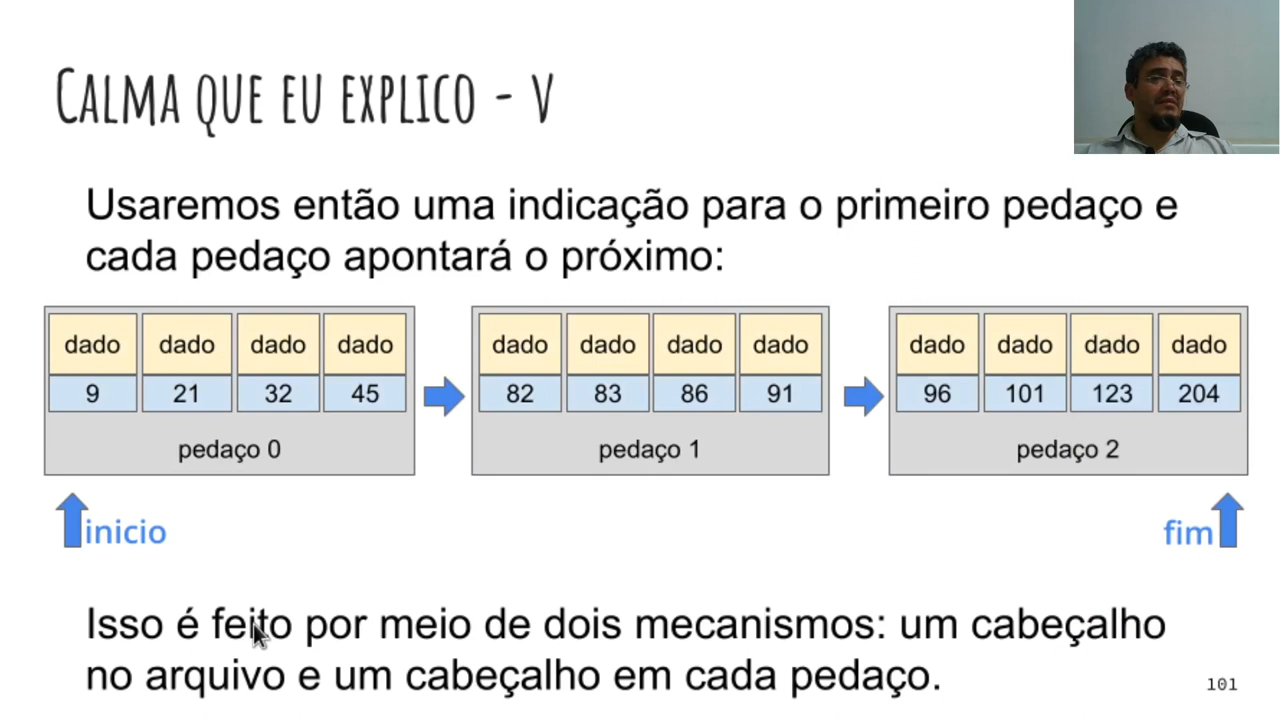 Calma que eu explico - V
Usaremos então uma indicação para o primeiro pedaço e
cada pedaço apontará o próximo:
dado dado dado dado dado dado dado dado dado dado dado dado
9 21 32 45 82 83 86 91 96 101 123 204
pedaço 0 pedaço 1 pedaço 2
inicio fim
Isso é feito por meio de dois mecanismos: um cabeçalho
no arquivo e um cabeçalho em cada pedaço.
101